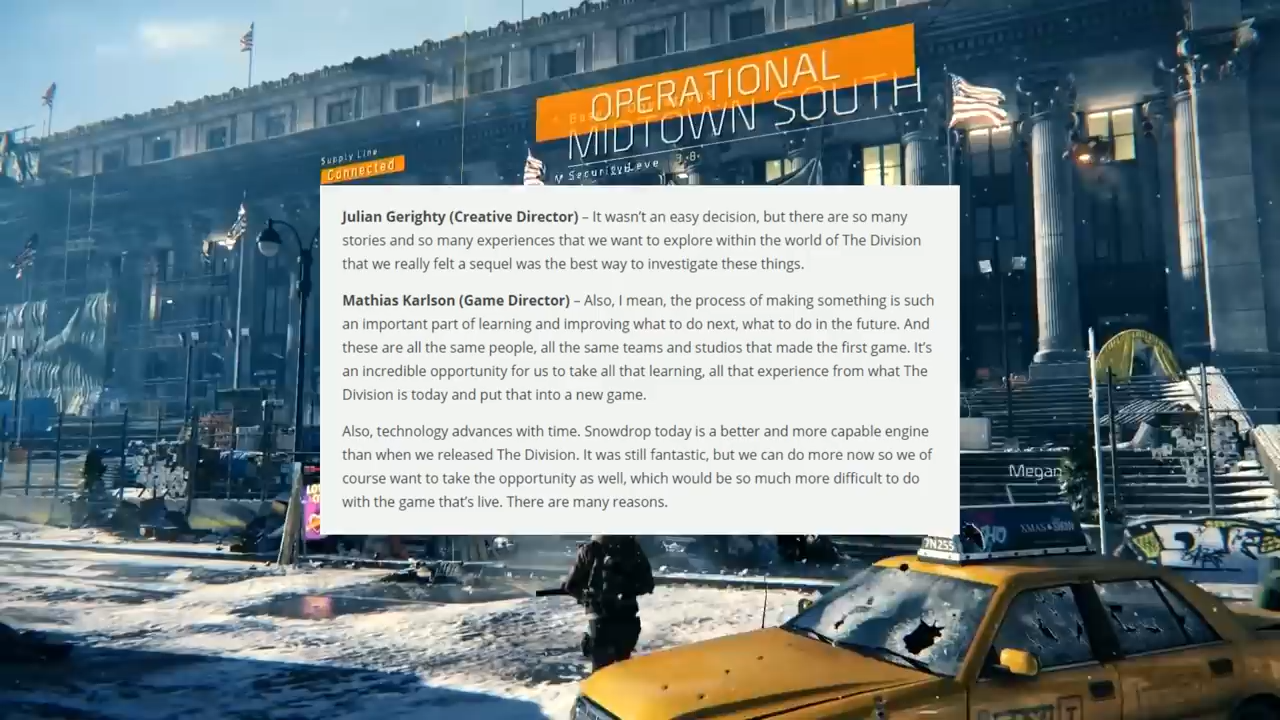 OPERATIONAL
MIDTOWN SOUTH
Supply Line
Connected
Julian Gerighty (Creative Director) – It wasn’t an easy decision, but there are so many
stories and so many experiences that we want to explore within the world of The Division
that we really felt a sequel was the best way to investigate these things.
Mathias Karlson (Game Director) – Also, I mean, the process of making something is such
an important part of learning and improving what to do next, what to do in the future. And
these are all the same people, all the same teams and studios that made the first game. It’s
an incredible opportunity for us to take all that learning, all that experience from what The
Division is today and put that into a new game.
Also, technology advances with time. Snowdrop today is a better and more capable engine
than when we released The Division. It was still fantastic, but we can do more now so we of
course want to take the opportunity as well, which would be so much more difficult to do
with the game that’s live. There are many reasons.
Megan
7N255